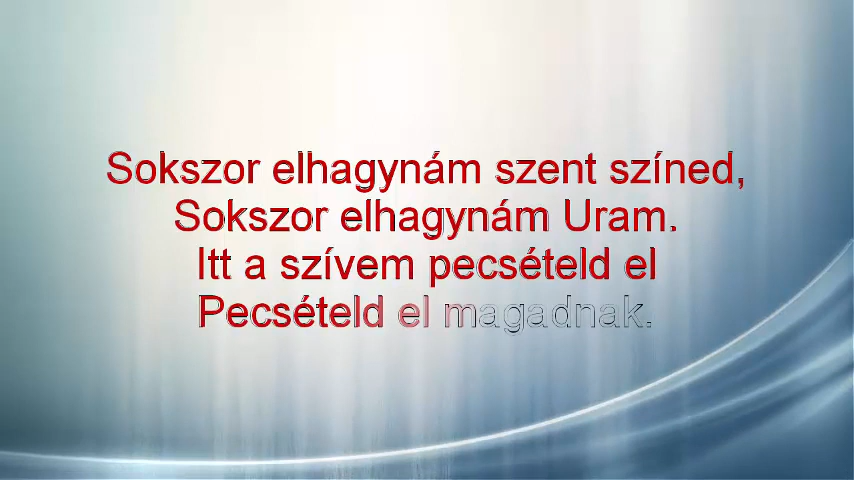 Sokszor elhagynám szent színed,
Sokszor elhagynám Uram.
Itt a szívem pecsételd el
Pecsételd el magadnak.